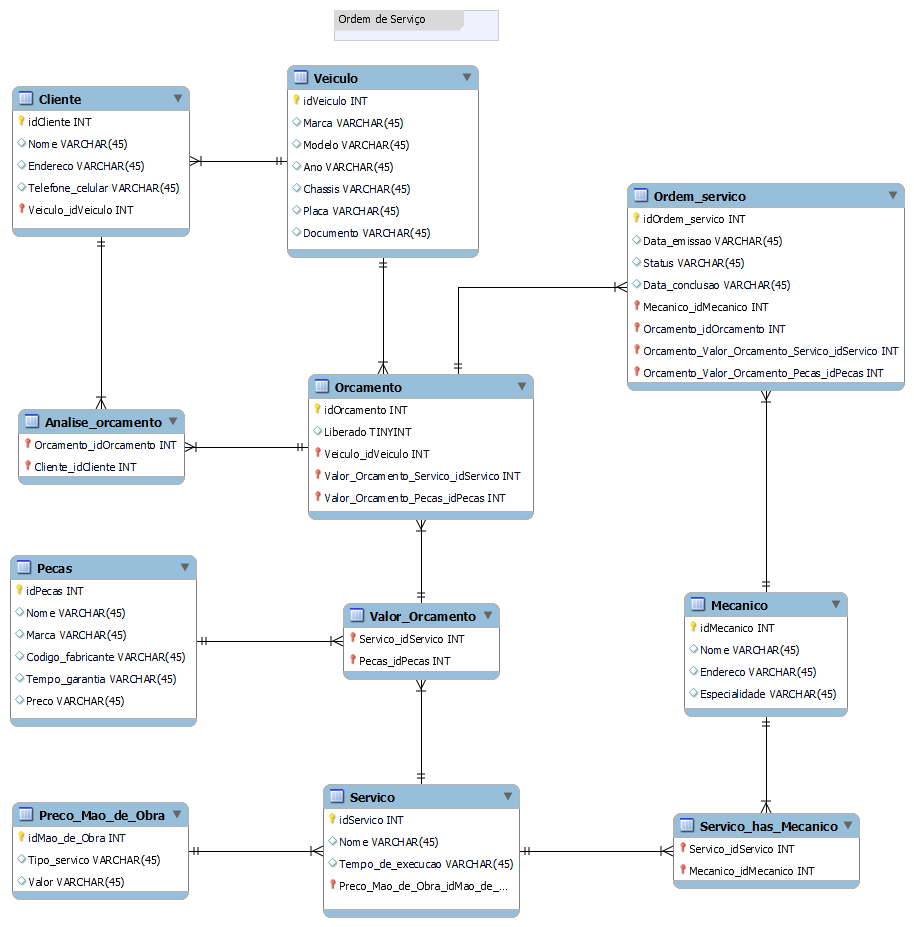 Ordem de Serviço
Veiculo
idVeiculo INT
Marca VARCHAR(45)
Modelo VARCHAR(45)
Ano VARCHAR(45)
Chassis VARCHAR(45)
Placa VARCHAR(45)
Documento VARCHAR(45)
Cliente
idCliente INT
Nome VARCHAR(45)
Endereco VARCHAR(45)
Telefone_celular VARCHAR(45)
Veiculo_idVeiculo INT
Ordem_servico
idOrdem_servico INT
Data_emissao VARCHAR(45)
Status VARCHAR(45)
Data_conclusao VARCHAR(45)
Mecanico_idMecanico INT
Orcamento_idOrcamento INT
Orcamento_Valor_Orcamento_Servico_idServico INT
Orcamento_Valor_Orcamento_Pecas_idPecas INT
Orcamento
idOrcamento INT
Liberado TINYINT
Veiculo_idVeiculo INT
Valor_Orcamento_Servico_idServico INT
Valor_Orcamento_Pecas_idPecas INT
Analise_orcamento
Orcamento_idOrcamento INT
Cliente_idCliente INT
Pecas
idPecas INT
Nome VARCHAR(45)
Marca VARCHAR(45)
Codigo_fabricante VARCHAR(45)
Tempo_garantia VARCHAR(45)
Preco VARCHAR(45)
Valor_Orcamento
Servico_idServico INT
Pecas_idPecas INT
Mecanico
idMecanico INT
Nome VARCHAR(45)
Endereco VARCHAR(45)
Especialidade VARCHAR(45)
Preco_Mao_de_Obra
idMao_de_Obra INT
Tipo_servico VARCHAR(45)
Valor VARCHAR(45)
Servico
idServico INT
Nome VARCHAR(45)
Tempo_de_execucao VARCHAR(45)
Preco_Mao_de_Obra_idMao_de_...
Servico_has_Mecanico
Servico_idServico INT
Mecanico_idMecanico INT